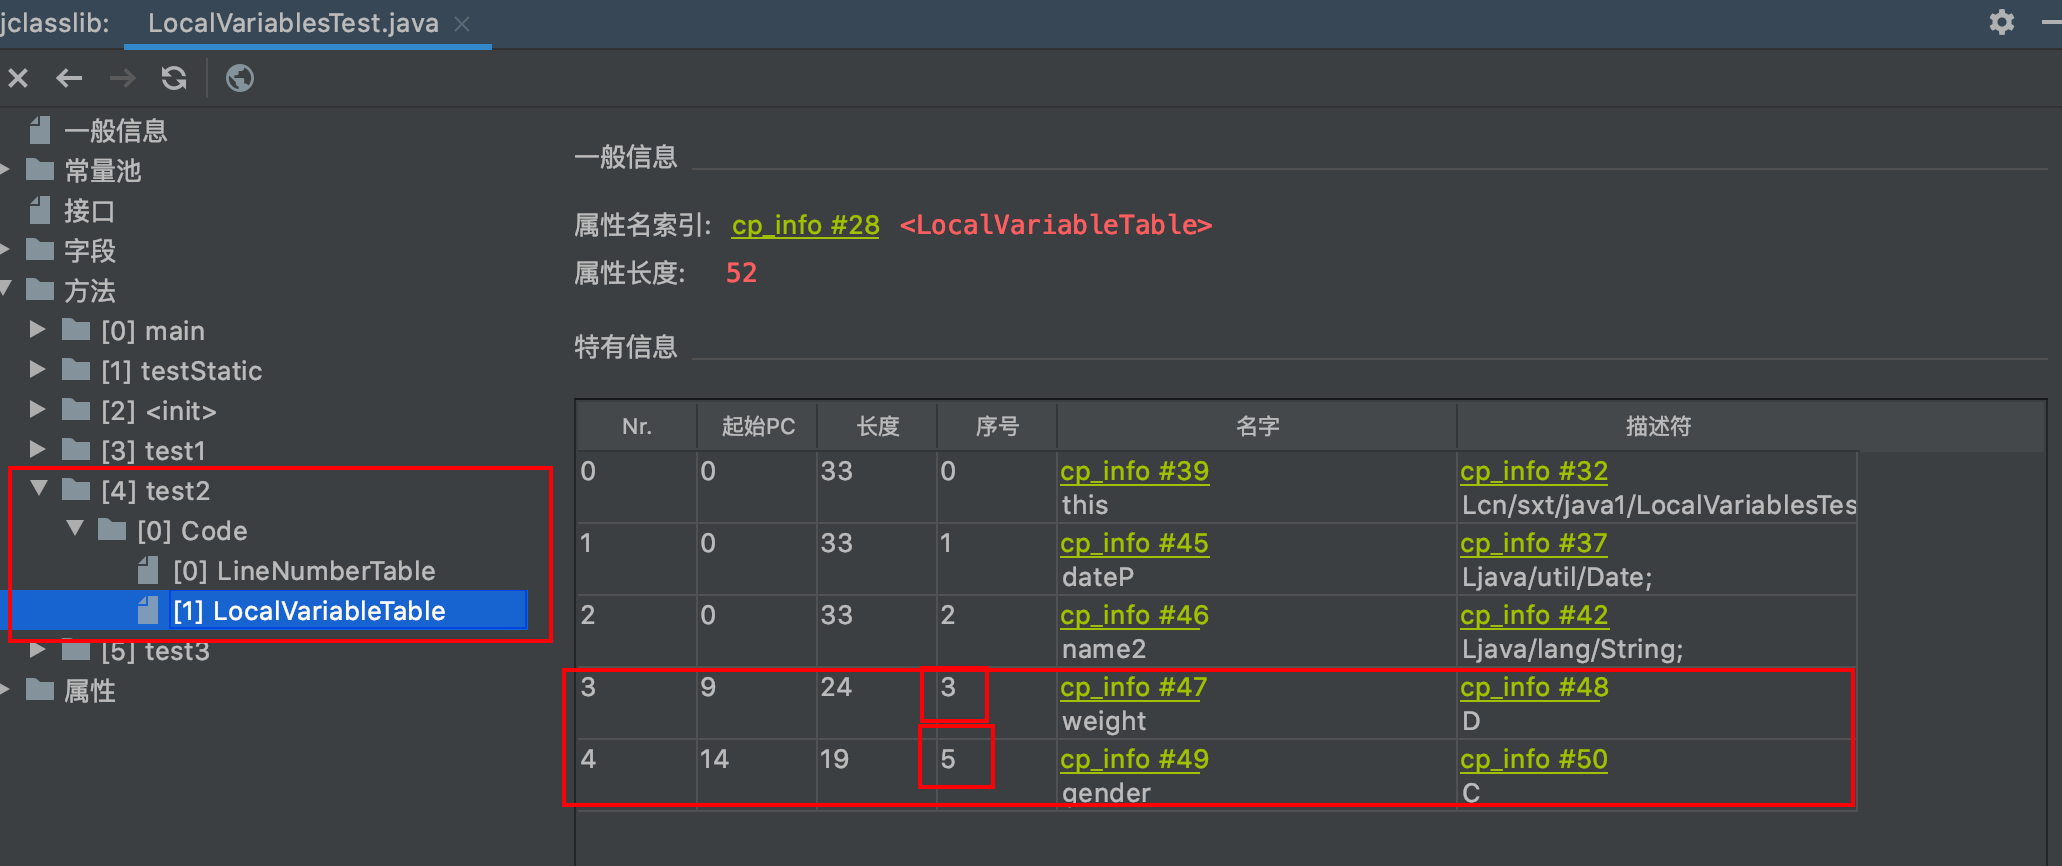 jclasslib: LocalVariablesTest.java
一般信息
常量池
接口
字段
方法
[0] main
[1] testStatic
[2] <init>
[3] test1
[4] test2
[0] Code
[0] LineNumberTable
[1] LocalVariableTable
[5] test3
属性
一般信息
属性名索引: cp_info #28 <LocalVariableTable>
属性长度: 52
特有信息
Nr. 起始PC 长度 序号 名字 描述符
0 0 33 0 cp_info #39 cp_info #32
this Lcn/sxt/java1/LocalVariablesTes
1 0 33 1 cp_info #45 cp_info #37
dateP Ljava/util/Date;
2 0 33 2 cp_info #46 cp_info #42
name2 Ljava/lang/String;
3 9 24 3 cp_info #47 cp_info #48
weight D
4 14 19 5 cp_info #49 cp_info #50
gender C